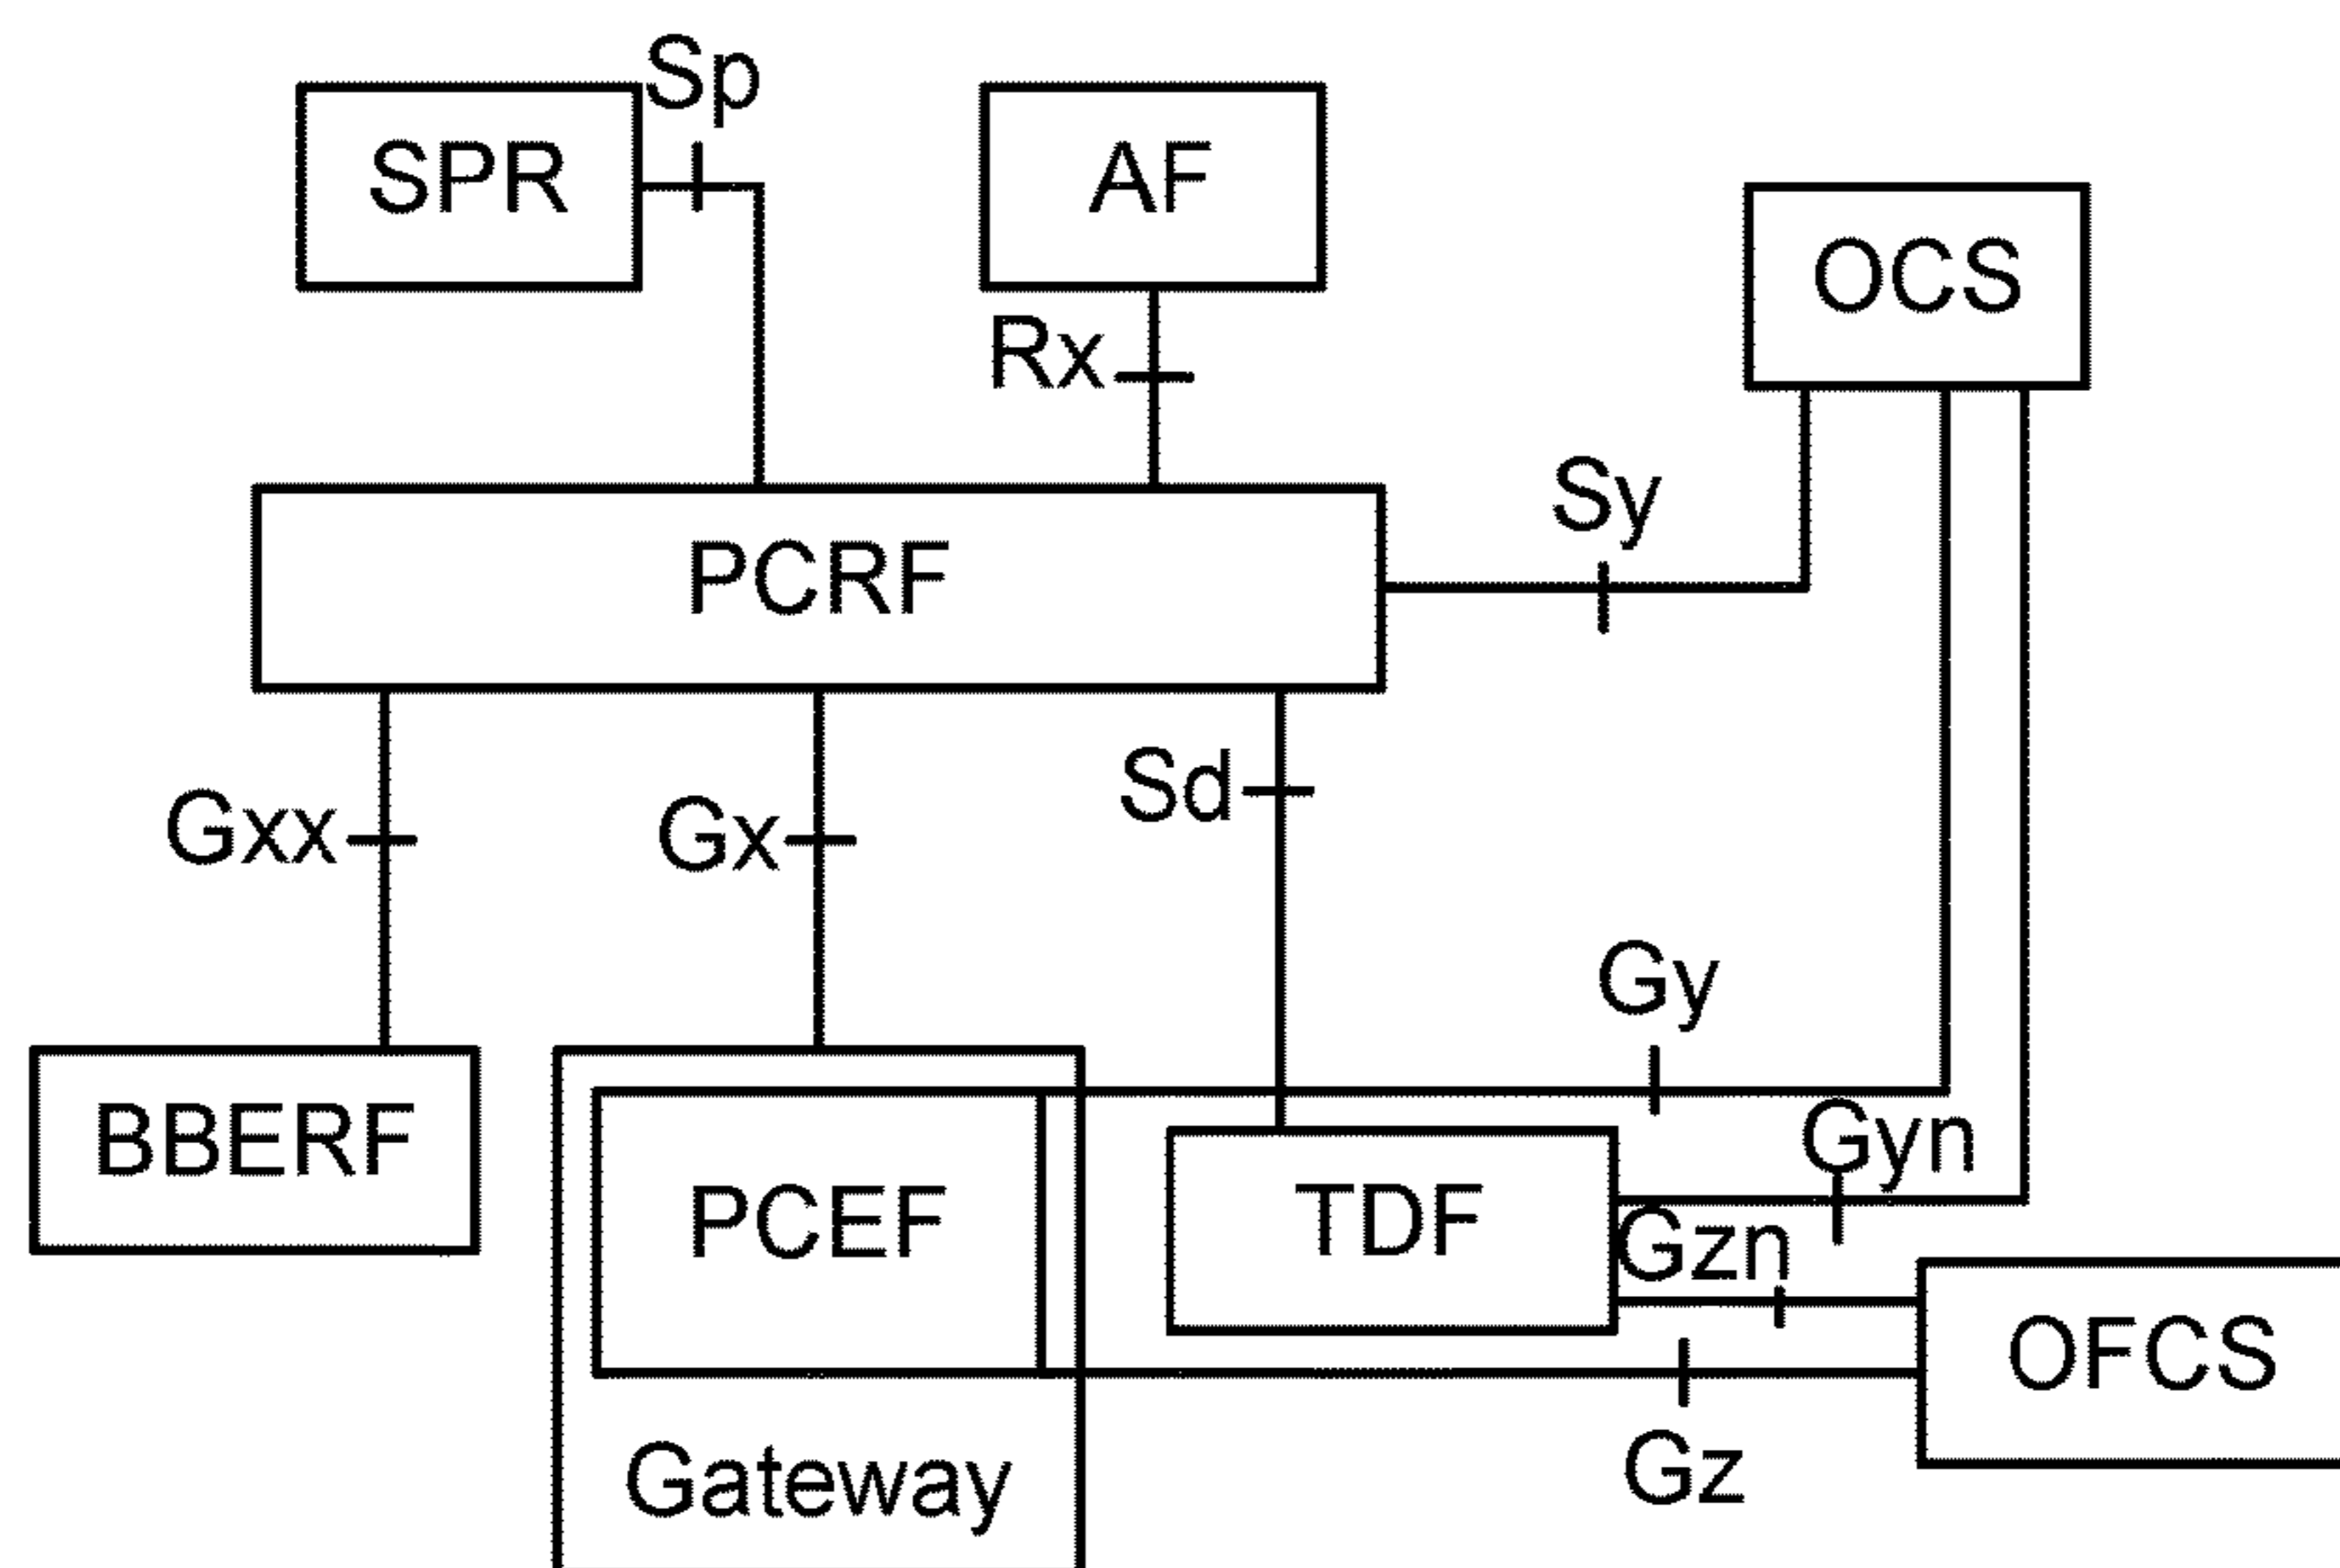 Sp
SPR
AF
OCS
Rx
Sy
PCRF
Gxx
Gx
Sd
Gy
BBERF
PCEF
TDF
Gyn
Gzn
OFCS
Gateway
Gz